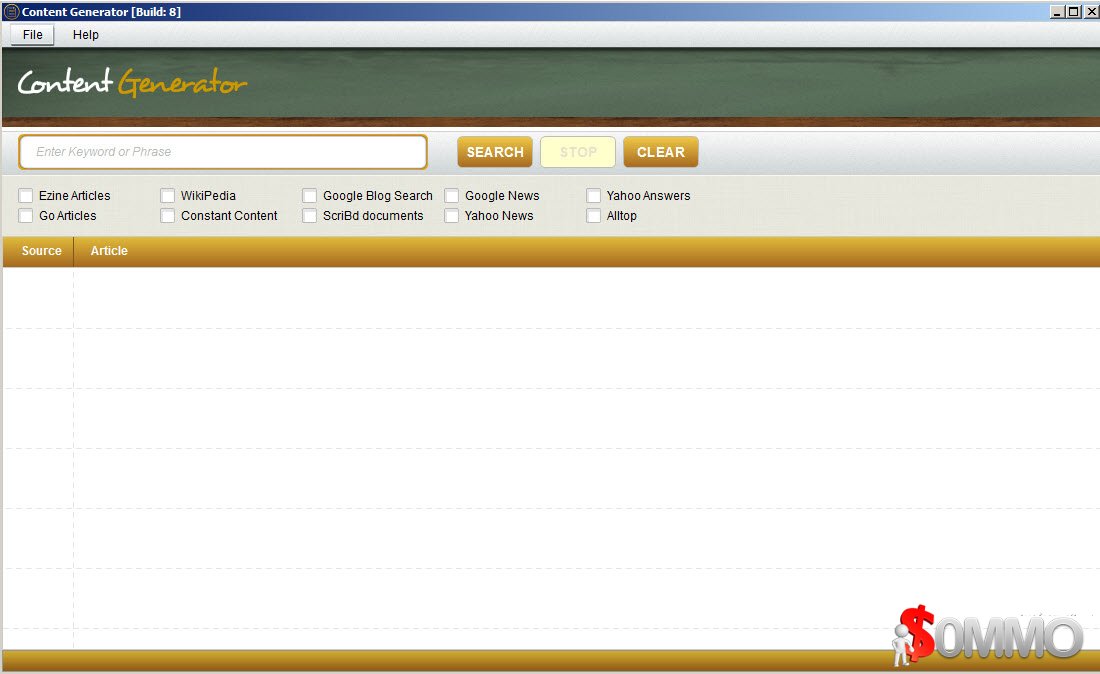 Content Generator [Build: 8]
File Help
Content Generator
Enter Keyword or Phrase SEARCH STOP CLEAR
Ezine Articles WikiPedia Google Blog Search Google News Yahoo Answers
Go Articles Constant Content ScriBd documents Yahoo News Alltop
Source Article
$OMMO